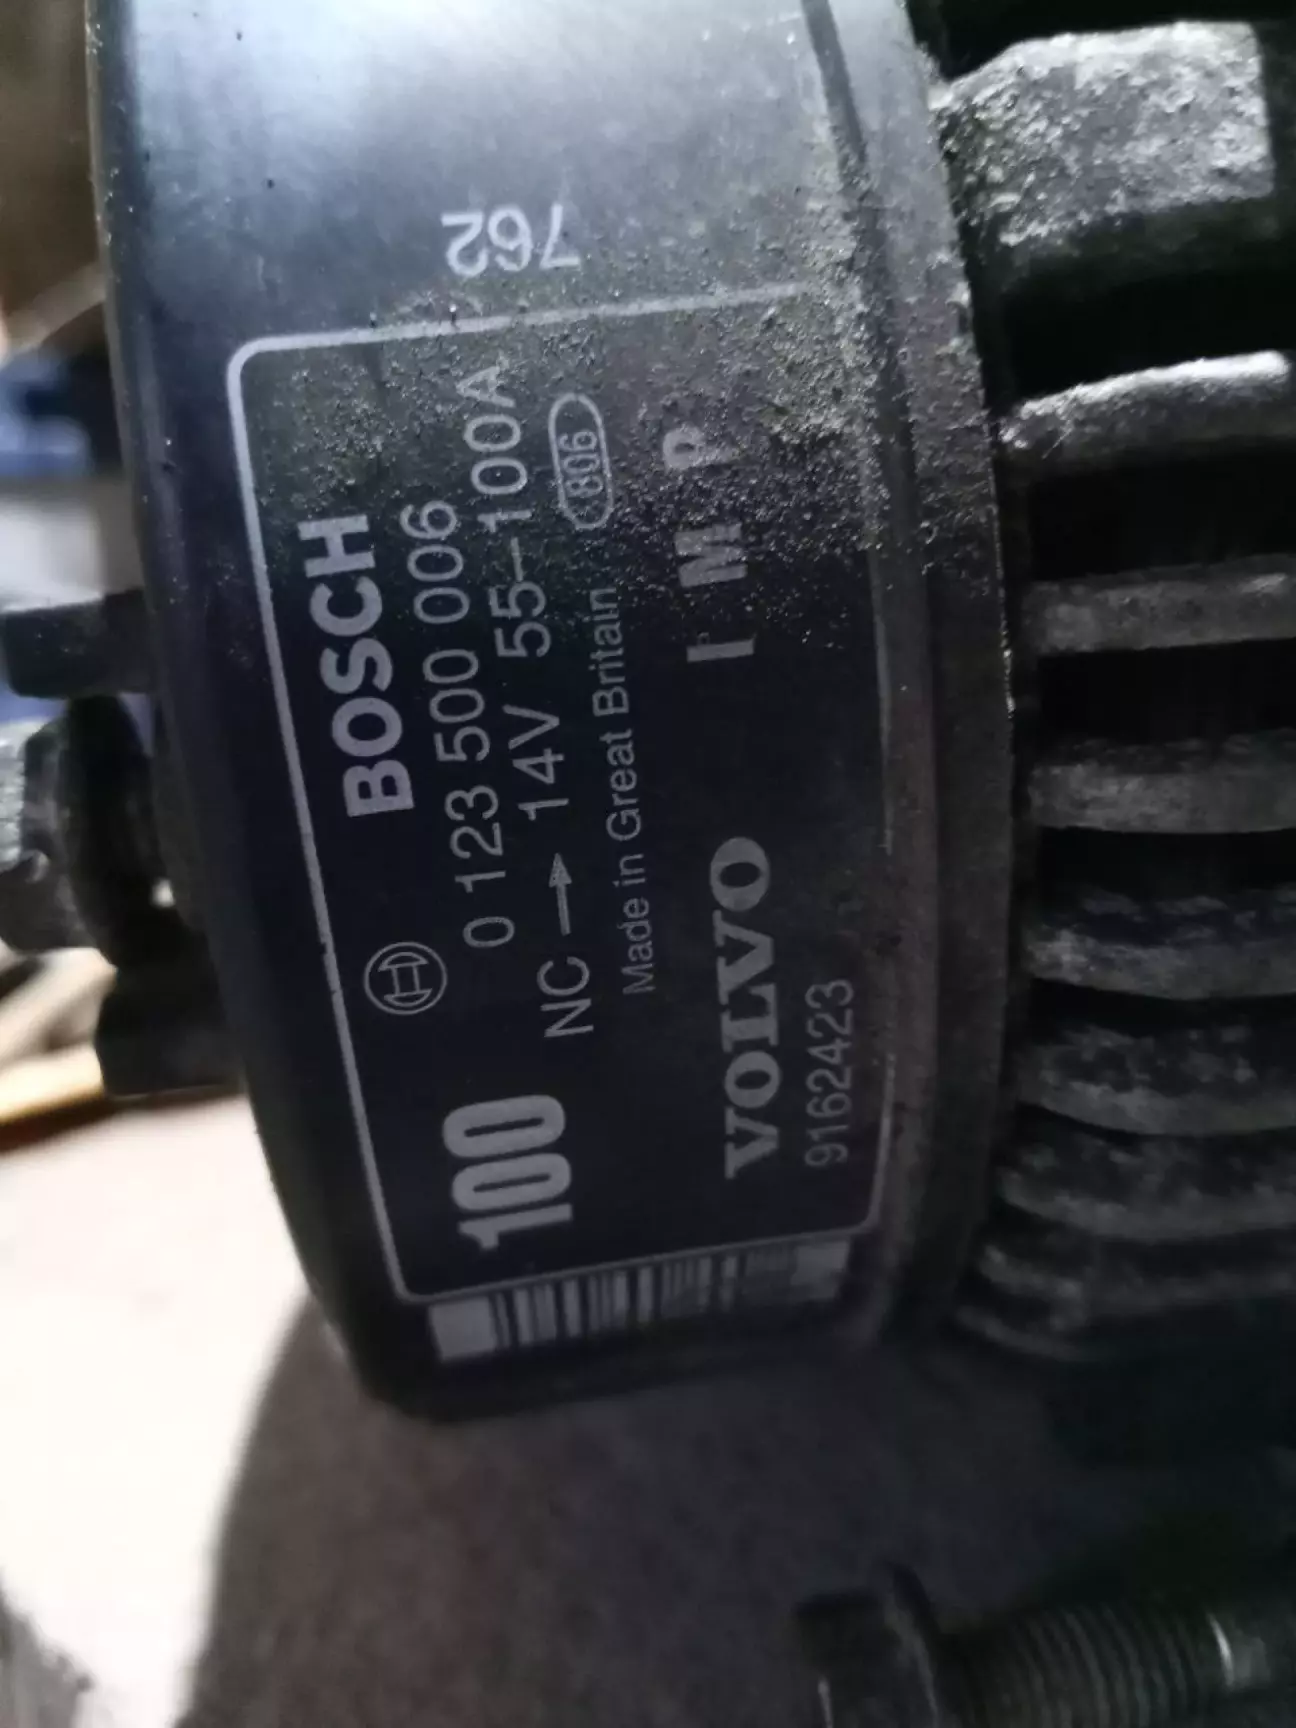 BOSCH
0 123 500 006
100 NC → 14V 55–100A
Made in Great Britain 806
VOLVO I M P
9162423
762